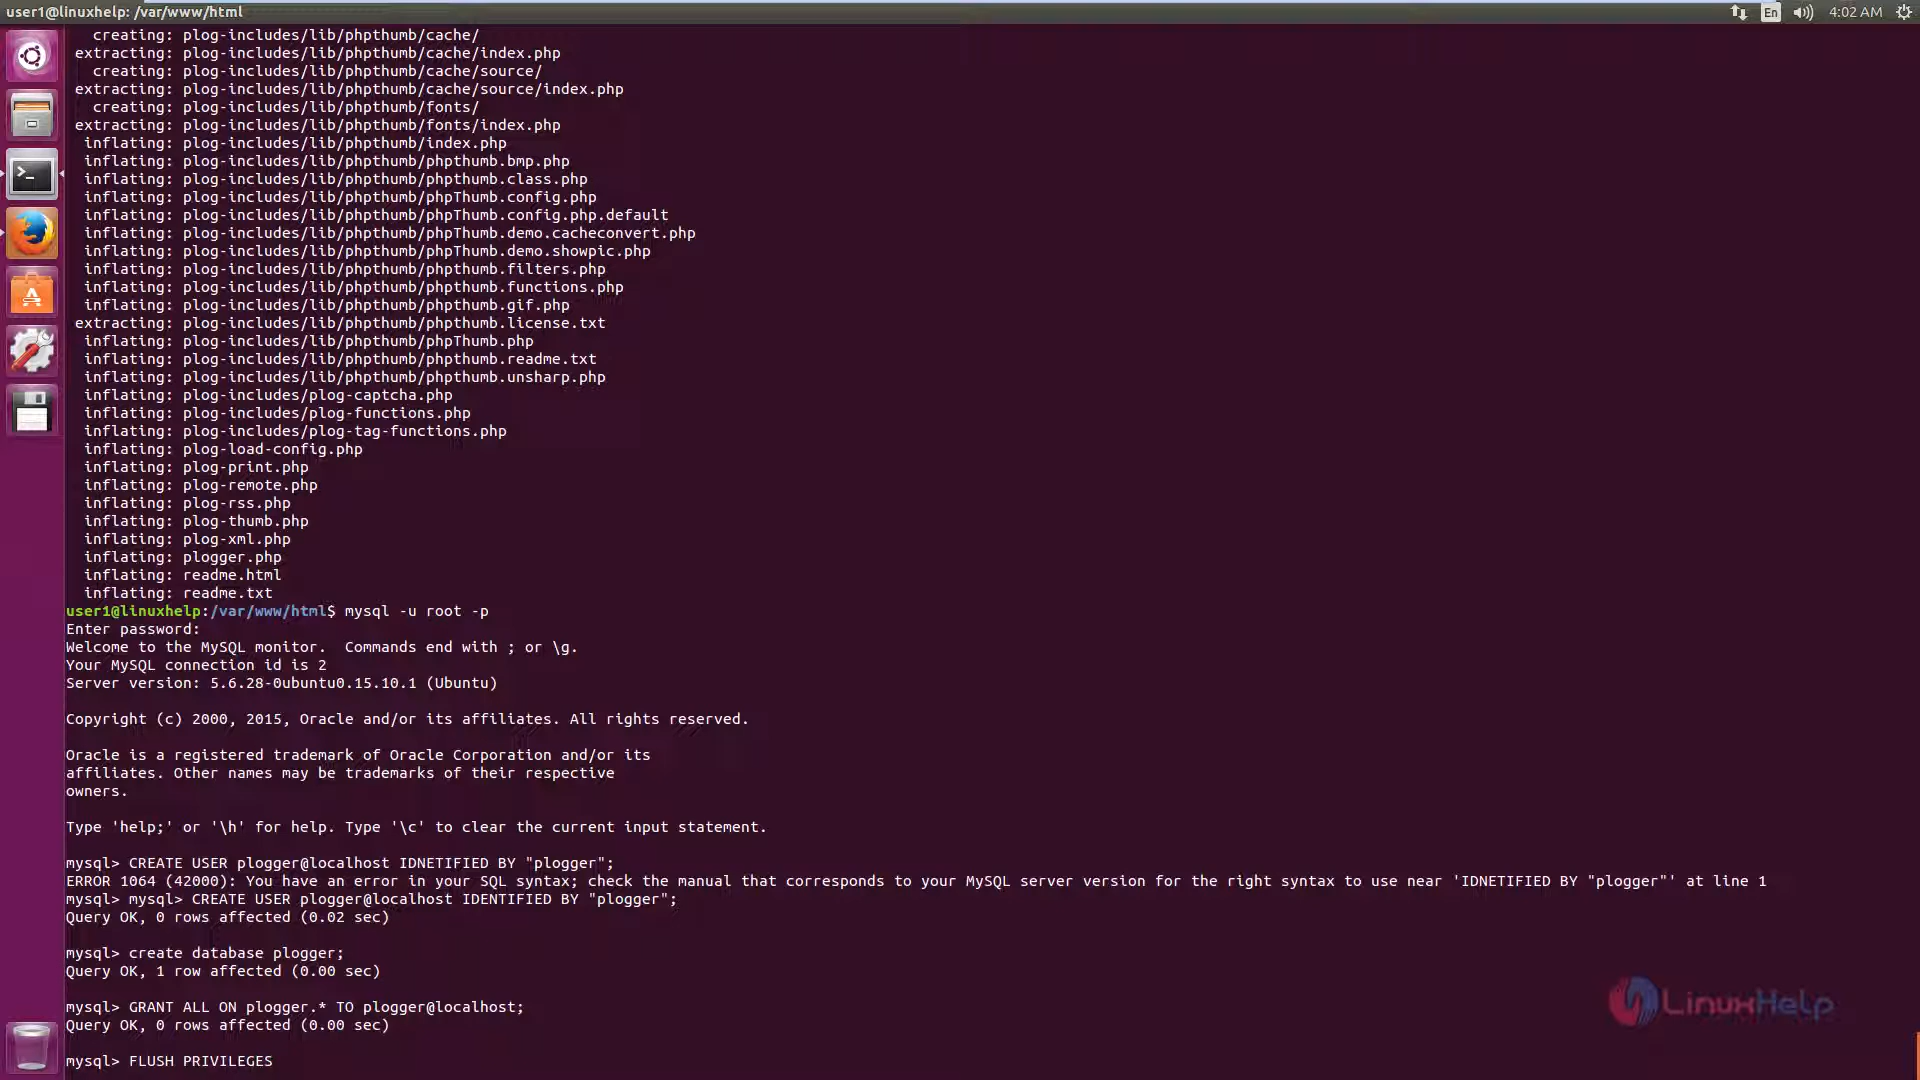 user1@linuxhelp: /var/www/html
En
4:02 AM
creating: plog-includes/lib/phpthumb/cache/
extracting: plog-includes/lib/phpthumb/cache/index.php
creating: plog-includes/lib/phpthumb/cache/source/
extracting: plog-includes/lib/phpthumb/cache/source/index.php
creating: plog-includes/lib/phpthumb/fonts/
extracting: plog-includes/lib/phpthumb/fonts/index.php
inflating: plog-includes/lib/phpthumb/index.php
inflating: plog-includes/lib/phpthumb/phpthumb.bmp.php
inflating: plog-includes/lib/phpthumb/phpthumb.class.php
inflating: plog-includes/lib/phpthumb/phpThumb.config.php
inflating: plog-includes/lib/phpthumb/phpThumb.config.php.default
inflating: plog-includes/lib/phpthumb/phpThumb.demo.cacheconvert.php
inflating: plog-includes/lib/phpthumb/phpThumb.demo.showpic.php
inflating: plog-includes/lib/phpthumb/phpthumb.filters.php
inflating: plog-includes/lib/phpthumb/phpthumb.functions.php
inflating: plog-includes/lib/phpthumb/phpthumb.gif.php
extracting: plog-includes/lib/phpthumb/phpthumb.license.txt
inflating: plog-includes/lib/phpthumb/phpThumb.php
inflating: plog-includes/lib/phpthumb/phpthumb.readme.txt
inflating: plog-includes/lib/phpthumb/phpthumb.unsharp.php
inflating: plog-includes/plog-captcha.php
inflating: plog-includes/plog-functions.php
inflating: plog-includes/plog-tag-functions.php
inflating: plog-load-config.php
inflating: plog-print.php
inflating: plog-remote.php
inflating: plog-rss.php
inflating: plog-thumb.php
inflating: plog-xml.php
inflating: plogger.php
inflating: readme.html
inflating: readme.txt
user1@linuxhelp:/var/www/html$ mysql -u root -p
Enter password:
Welcome to the MySQL monitor.  Commands end with ; or \g.
Your MySQL connection id is 2
Server version: 5.6.28-0ubuntu0.15.10.1 (Ubuntu)
Copyright (c) 2000, 2015, Oracle and/or its affiliates. All rights reserved.
Oracle is a registered trademark of Oracle Corporation and/or its
affiliates. Other names may be trademarks of their respective
owners.
Type 'help;' or '\h' for help. Type '\c' to clear the current input statement.
mysql> CREATE USER plogger@localhost IDNETIFIED BY "plogger";
ERROR 1064 (42000): You have an error in your SQL syntax; check the manual that corresponds to your MySQL server version for the right syntax to use near 'IDNETIFIED BY "plogger"' at line 1
mysql> mysql> CREATE USER plogger@localhost IDENTIFIED BY "plogger";
Query OK, 0 rows affected (0.02 sec)
mysql> create database plogger;
Query OK, 1 row affected (0.00 sec)
mysql> GRANT ALL ON plogger.* TO plogger@localhost;
Query OK, 0 rows affected (0.00 sec)
mysql> FLUSH PRIVILEGES
LinuxHelp